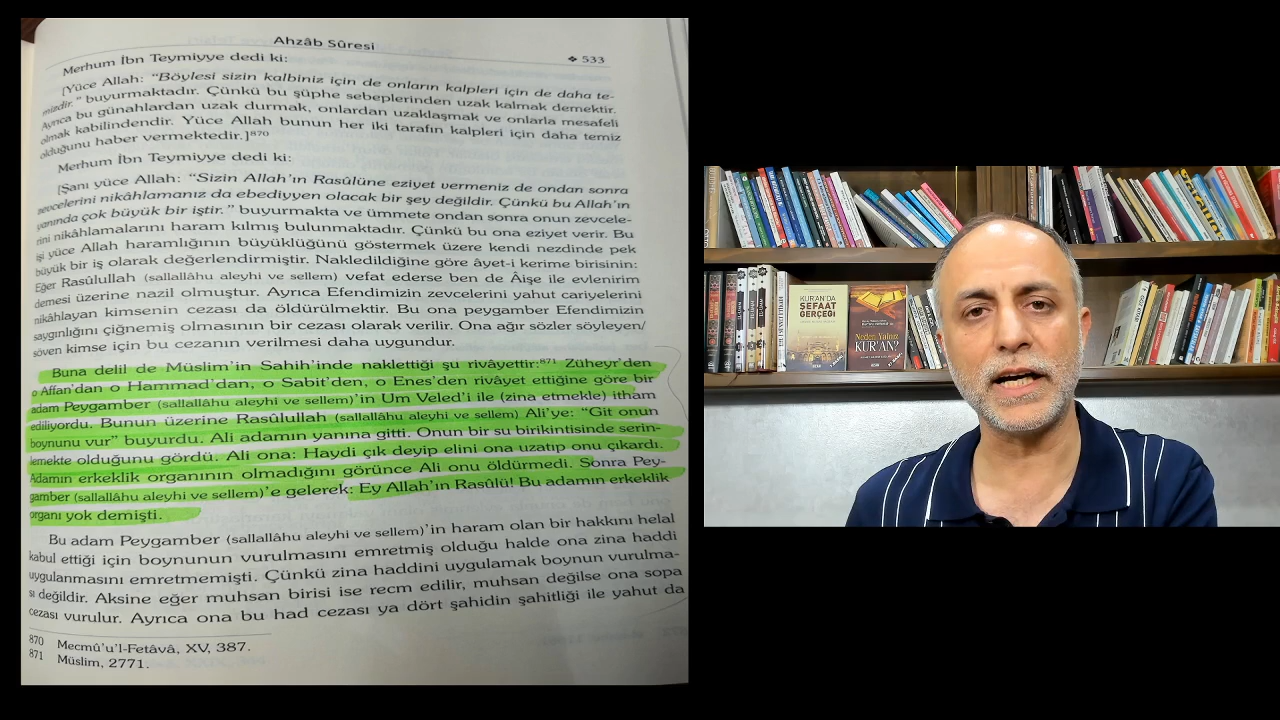 Ahzâb Sûresi
❖ 533
Merhum İbn Teymiyye dedi ki:
[Yüce Allah: "Böylesi sizin kalbiniz için de onların kalpleri için de daha te-
mizdir." buyurmaktadır. Çünkü bu şüphe sebeplerinden uzak kalmak demektir.
Ayrıca bu günahlardan uzak durmak, onlardan uzaklaşmak ve onlarla mesafeli
olmak kabilindendir. Yüce Allah bunun her iki tarafın kalpleri için daha temiz
olduğunu haber vermektedir.]870
Merhum İbn Teymiyye dedi ki:
[Şanı yüce Allah: "Sizin Allah'ın Rasûlüne eziyet vermeniz de ondan sonra
zevcelerini nikâhlamanız da ebediyyen olacak bir şey değildir. Çünkü bu Allah'ın
yanında çok büyük bir iştir." buyurmakta ve ümmete ondan sonra onun zevcele-
rini nikâhlamalarını haram kılmış bulunmaktadır. Çünkü bu ona eziyet verir. Bu
işi yüce Allah haramlığının büyüklüğünü göstermek üzere kendi nezdinde pek
büyük bir iş olarak değerlendirmiştir. Nakledildiğine göre âyet-i kerime birisinin:
Eğer Rasûlullah (sallallâhu aleyhi ve sellem) vefat ederse ben de Âişe ile evlenirim
demesi üzerine nazil olmuştur. Ayrıca Efendimizin zevcelerini yahut cariyelerini
nikâhlayan kimsenin cezası da öldürülmektir. Bu ona peygamber Efendimizin
saygınlığını çiğnemiş olmasının bir cezası olarak verilir. Ona ağır sözler söyleyen/
söven kimse için bu cezanın verilmesi daha uygundur.
Buna delil de Müslim'in Sahih'inde naklettiği şu rivâyettir:871 Züheyr'den
o Affan'dan o Hammad'dan, o Sabit'den, o Enes'den rivâyet ettiğine göre bir
adam Peygamber (sallallâhu aleyhi ve sellem)'in Um Veled'i ile (zina etmekle) itham
ediliyordu. Bunun üzerine Rasûlullah (sallallâhu aleyhi ve sellem) Ali'ye: "Git onun
boynunu vur" buyurdu. Ali adamın yanına gitti. Onun bir su birikintisinde serin-
lemekte olduğunu gördü. Ali ona: Haydi çık deyip elini ona uzatıp onu çıkardı.
Adamın erkeklik organının olmadığını görünce Ali onu öldürmedi. Sonra Pey-
gamber (sallallâhu aleyhi ve sellem)'e gelerek: Ey Allah'ın Rasûlü! Bu adamın erkeklik
organı yok demişti.
Bu adam Peygamber (sallallâhu aleyhi ve sellem)'in haram olan bir hakkını helal
kabul ettiği için boynunun vurulmasını emretmiş olduğu halde ona zina haddi
uygulanmasını emretmemişti. Çünkü zina haddini uygulamak boynun vurulma-
sı değildir. Aksine eğer muhsan birisi ise recm edilir, muhsan değilse ona sopa
cezası vurulur. Ayrıca ona bu had cezası ya dört şahidin şahitliği ile yahut da
870 Mecmû'u'l-Fetâvâ, XV, 387.
871 Müslim, 2771.
KUR'AN'DA
ŞEFAAT
GERÇEĞİ
Neden Yalnız
KUR'AN?